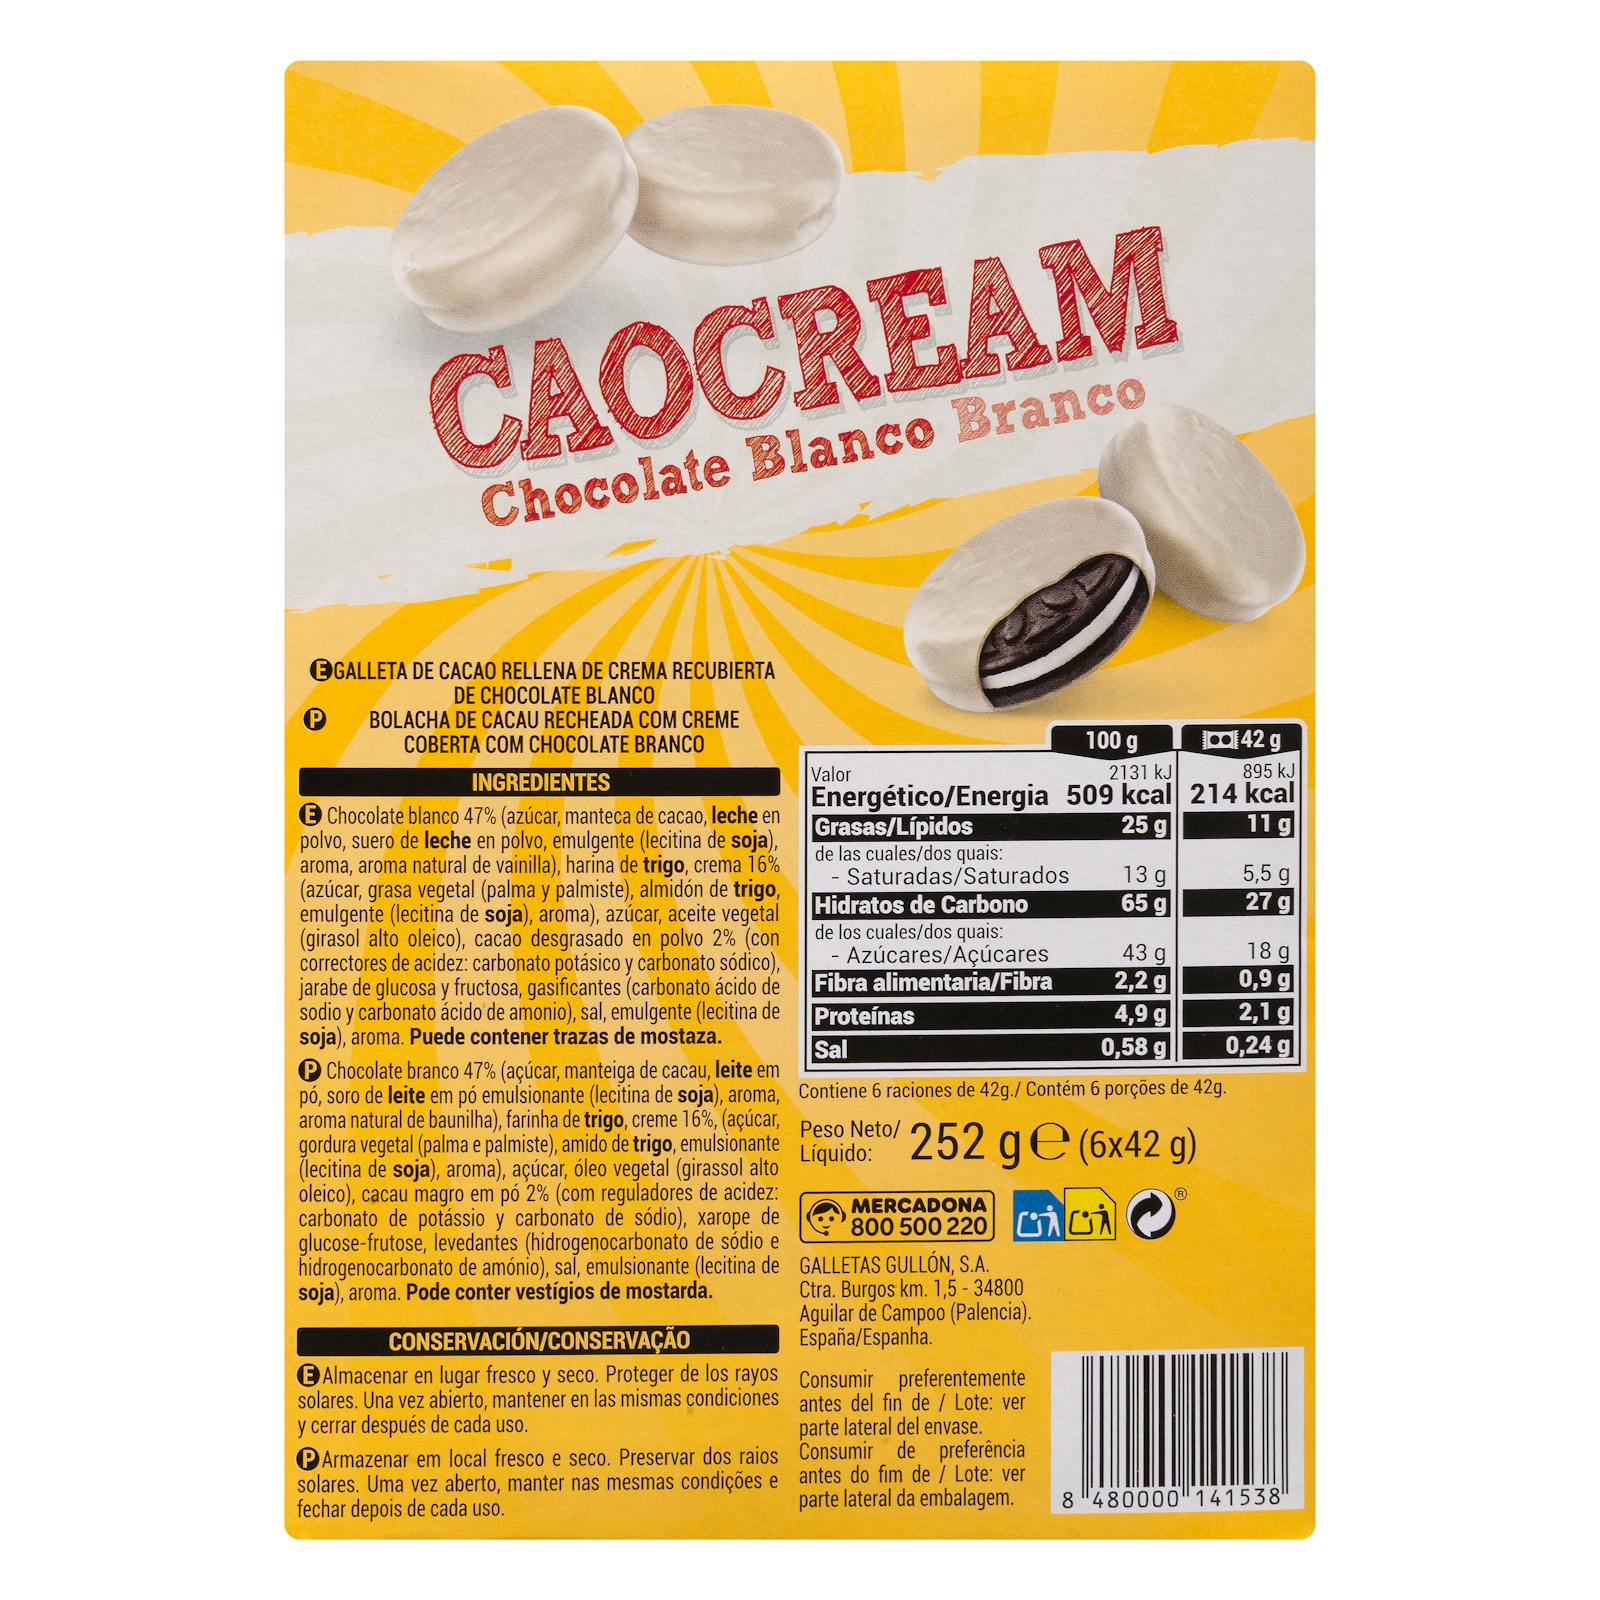 CAOCREAM
Chocolate Blanco Branco
E GALLETA DE CACAO RELLENA DE CREMA RECUBIERTA
DE CHOCOLATE BLANCO
P BOLACHA DE CACAU RECHEADA COM CREME
COBERTA COM CHOCOLATE BRANCO
INGREDIENTES
E Chocolate blanco 47% (azúcar, manteca de cacao, leche en
polvo, suero de leche en polvo, emulgente (lecitina de soja),
aroma, aroma natural de vainilla), harina de trigo, crema 16%
(azúcar, grasa vegetal (palma y palmiste), almidón de trigo,
emulgente (lecitina de soja), aroma), azúcar, aceite vegetal
(girasol alto oleico), cacao desgrasado en polvo 2% (con
correctores de acidez: carbonato potásico y carbonato sódico),
jarabe de glucosa y fructosa, gasificantes (carbonato ácido de
sodio y carbonato ácido de amonio), sal, emulgente (lecitina de
soja), aroma. Puede contener trazas de mostaza.
P Chocolate branco 47% (açúcar, manteiga de cacau, leite em
pó, soro de leite em pó emulsionante (lecitina de soja), aroma,
aroma natural de baunilha), farinha de trigo, creme 16%, (açúcar,
gordura vegetal (palma e palmiste), amido de trigo, emulsionante
(lecitina de soja), aroma), açúcar, óleo vegetal (girassol alto
oleico), cacau magro em pó 2% (com reguladores de acidez:
carbonato de potássio y carbonato de sódio), xarope de
glucose-frutose, levedantes (hidrogenocarbonato de sódio e
hidrogenocarbonato de amónio), sal, emulsionante (lecitina de
soja), aroma. Pode conter vestígios de mostarda.
CONSERVACIÓN/CONSERVAÇÃO
E Almacenar en lugar fresco y seco. Proteger de los rayos
solares. Una vez abierto, mantener en las mismas condiciones
y cerrar después de cada uso.
P Armazenar em local fresco e seco. Preservar dos raios
solares. Uma vez aberto, manter nas mesmas condições e
fechar depois de cada uso.
100 g 42 g
Valor 2131 kJ 895 kJ
Energético/Energia 509 kcal 214 kcal
Grasas/Lípidos 25 g 11 g
de las cuales/dos quais:
- Saturadas/Saturados 13 g 5,5 g
Hidratos de Carbono 65 g 27 g
de los cuales/dos quais:
- Azúcares/Açúcares 43 g 18 g
Fibra alimentaria/Fibra 2,2 g 0,9 g
Proteínas 4,9 g 2,1 g
Sal 0,58 g 0,24 g
Contiene 6 raciones de 42g./ Contém 6 porções de 42g.
Peso Neto/
Líquido: 252 g ℮ (6x42 g)
MERCADONA
800 500 220
®
GALLETAS GULLÓN, S.A.
Ctra. Burgos km. 1,5 - 34800
Aguilar de Campoo (Palencia).
España/Espanha.
Consumir preferentemente
antes del fin de / Lote: ver
parte lateral del envase.
Consumir de preferência
antes do fim de / Lote: ver
parte lateral da embalagem.
8 480000 141538